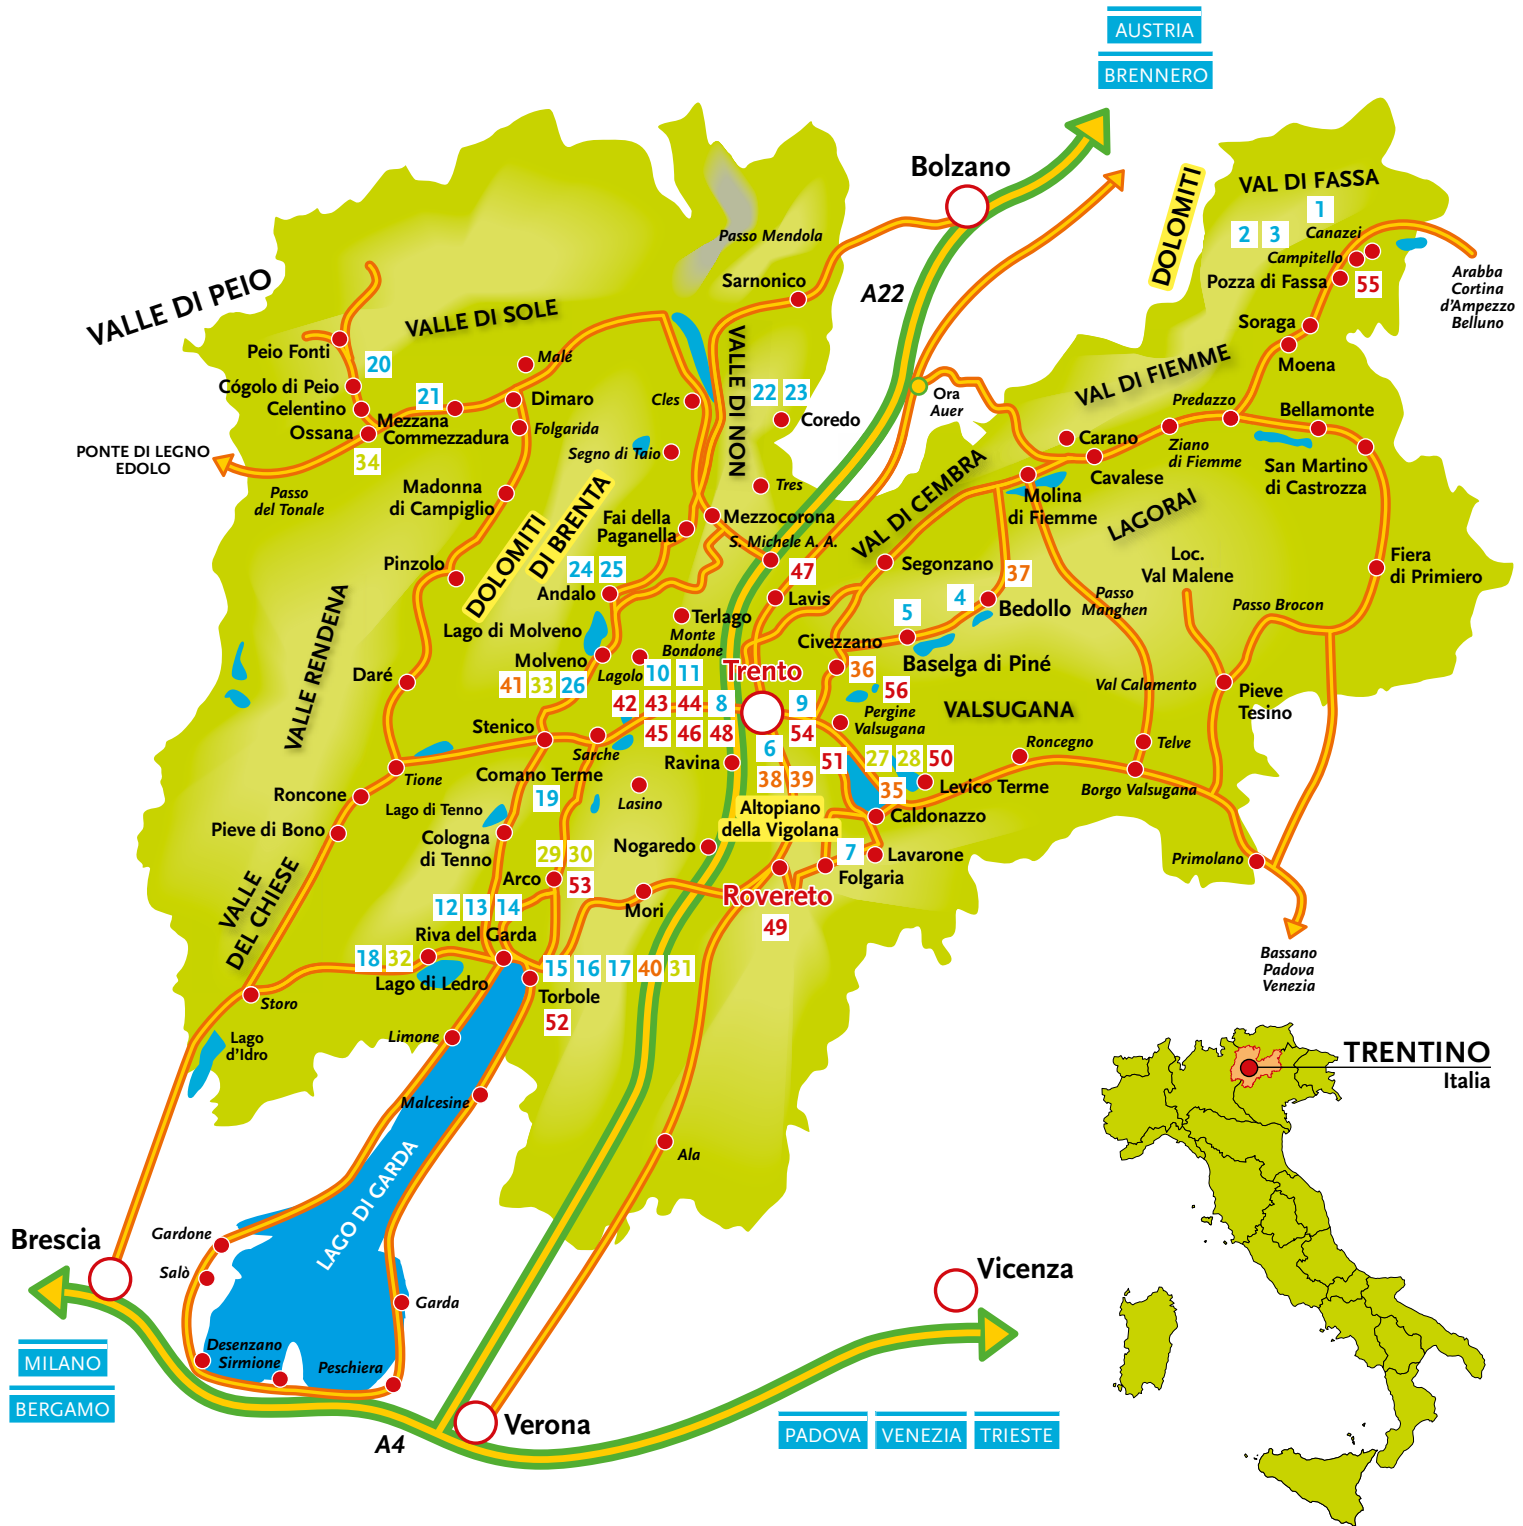 AUSTRIA
BRENNERO
Bolzano
DOLOMITI
VAL DI FASSA
1
2 3
Canazei
Campitello
Pozza di Fassa
55
Arabba
Cortina
d'Ampezzo
Belluno
Passo Mendola
Sarnonico
A22
VALLE DI PEIO
VALLE DI SOLE
VALLE DI NON
Soraga
Moena
VAL DI FIEMME
Peio Fonti
20
Malé
Cógolo di Peio
Celentino
21
Mezzana
Commezzadura
Dimaro
Folgarida
Cles
22 23
Coredo
Ora
Auer
Predazzo
Bellamonte
Ossana
34
PONTE DI LEGNO
EDOLO
Passo
del Tonale
Segno di Taio
Carano
Cavalese
Ziano
di Fiemme
San Martino
di Castrozza
Madonna
di Campiglio
DOLOMITI
DI BRENTA
Tres
Fai della
Paganella
Mezzocorona
S. Michele A. A.
VAL DI CEMBRA
Molina
di Fiemme
LAGORAI
Pinzolo
24 25
Andalo
47
Lavis
Segonzano
37
Loc.
Val Malene
Fiera
di Primiero
VALLE RENDENA
Lago di Molveno
Terlago
Monte
Bondone
5
4
Bedollo
Passo
Manghen
Passo Brocon
Molveno
41 33 26
Lagolo
10 11
Trento
Civezzano
36
Baselga di Piné
Daré
42 43 44 8
9
56
Pergine
Valsugana
VALSUGANA
Val Calamento
Pieve
Tesino
Stenico
Sarche
45 46 48
54
6
Ravina
51
27 28 50
Roncegno
Telve
Tione
Comano Terme
19
Lasino
38 39
35
Levico Terme
Borgo Valsugana
Roncone
Lago di Tenno
Altopiano
della Vigolana
Caldonazzo
Pieve di Bono
Cologna
di Tenno
Nogaredo
7
Lavarone
Folgaria
Primolano
VALLE
DEL CHIESE
29 30
Arco
53
Mori
Rovereto
49
12 13 14
Riva del Garda
18 32
Lago di Ledro
15 16 17 40 31
Torbole
52
Bassano
Padova
Venezia
Storo
Lago
d'Idro
Limone
Malcesine
Ala
LAGO DI GARDA
TRENTINO
Italia
Brescia
Gardone
Salò
Garda
Desenzano
Sirmione
Peschiera
Vicenza
MILANO
BERGAMO
Verona
A4
PADOVA VENEZIA TRIESTE